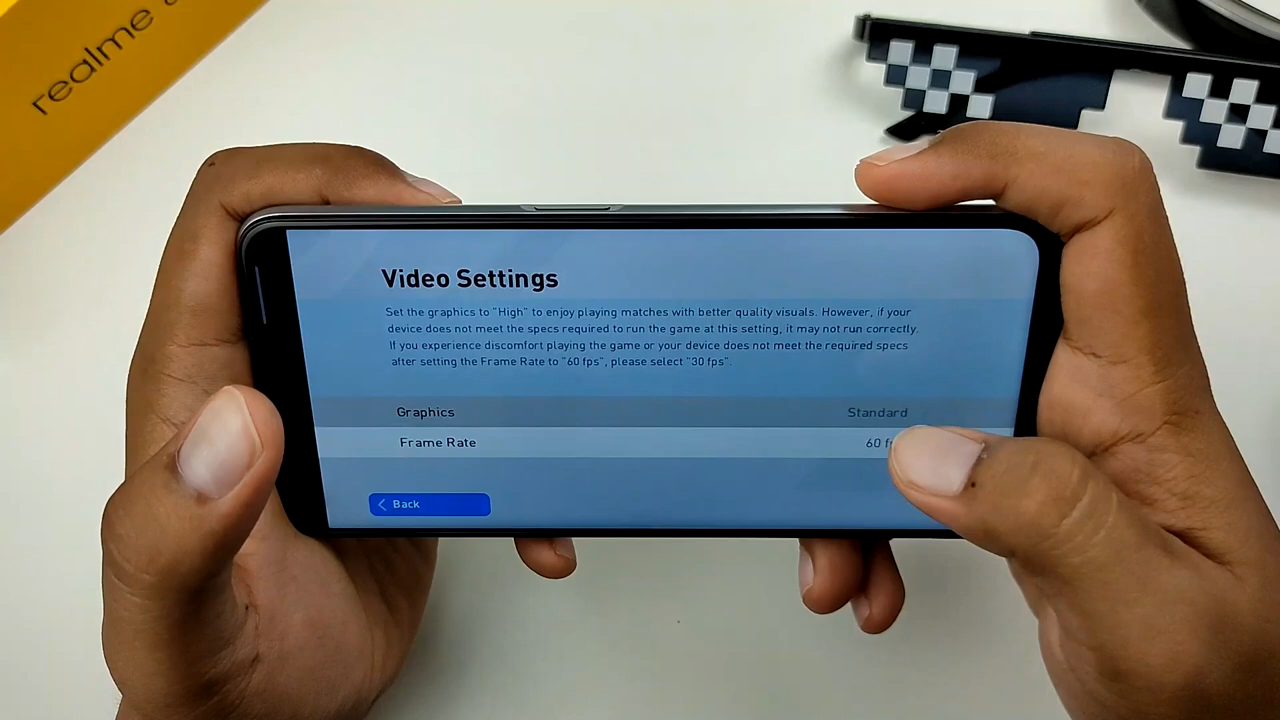 realme
Video Settings
Set the graphics to "High" to enjoy playing matches with better quality visuals. However, if your
device does not meet the specs required to run the game at this setting, it may not run correctly.
If you experience discomfort playing the game or your device does not meet the required specs
after setting the Frame Rate to "60 fps", please select "30 fps".
Graphics Standard
Frame Rate 60
Back